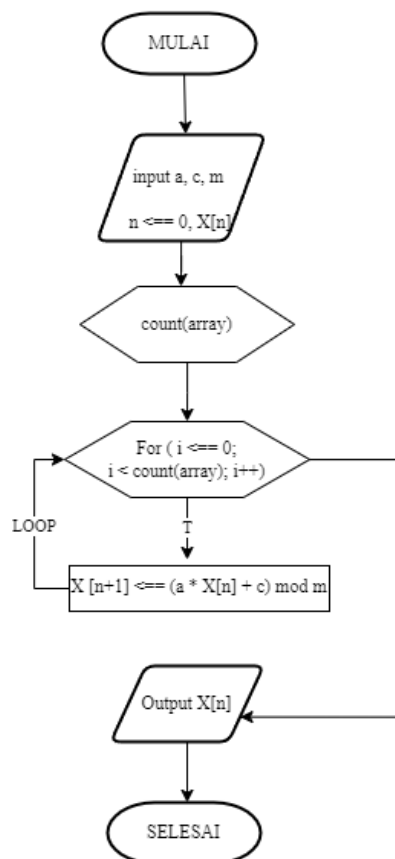 MULAI
input a, c, m
n <== 0, X[n]
count(array)
For ( i <== 0;
i < count(array); i++)
LOOP
T
X [n+1] <== (a * X[n] + c) mod m
Output X[n]
SELESAI